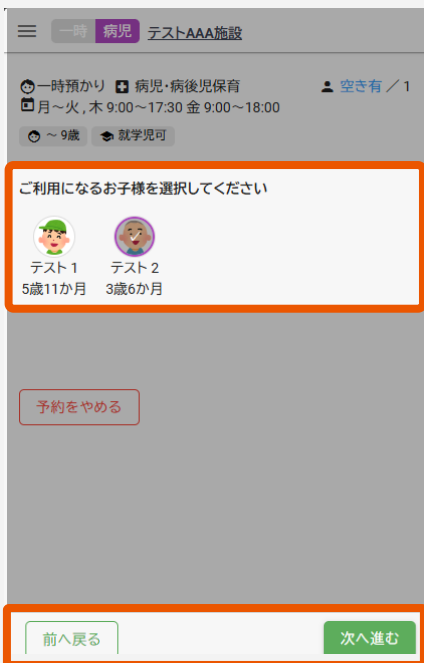 一時 病児 テストAAA施設
一時預かり 病児・病後児保育 空き有 / 1
月～火 , 木 9:00～17:30 金 9:00～18:00
～ 9歳 就学児可
ご利用になるお子様を選択してください
テスト 1 テスト 2
5歳11か月 3歳6か月
予約をやめる
前へ戻る 次へ進む